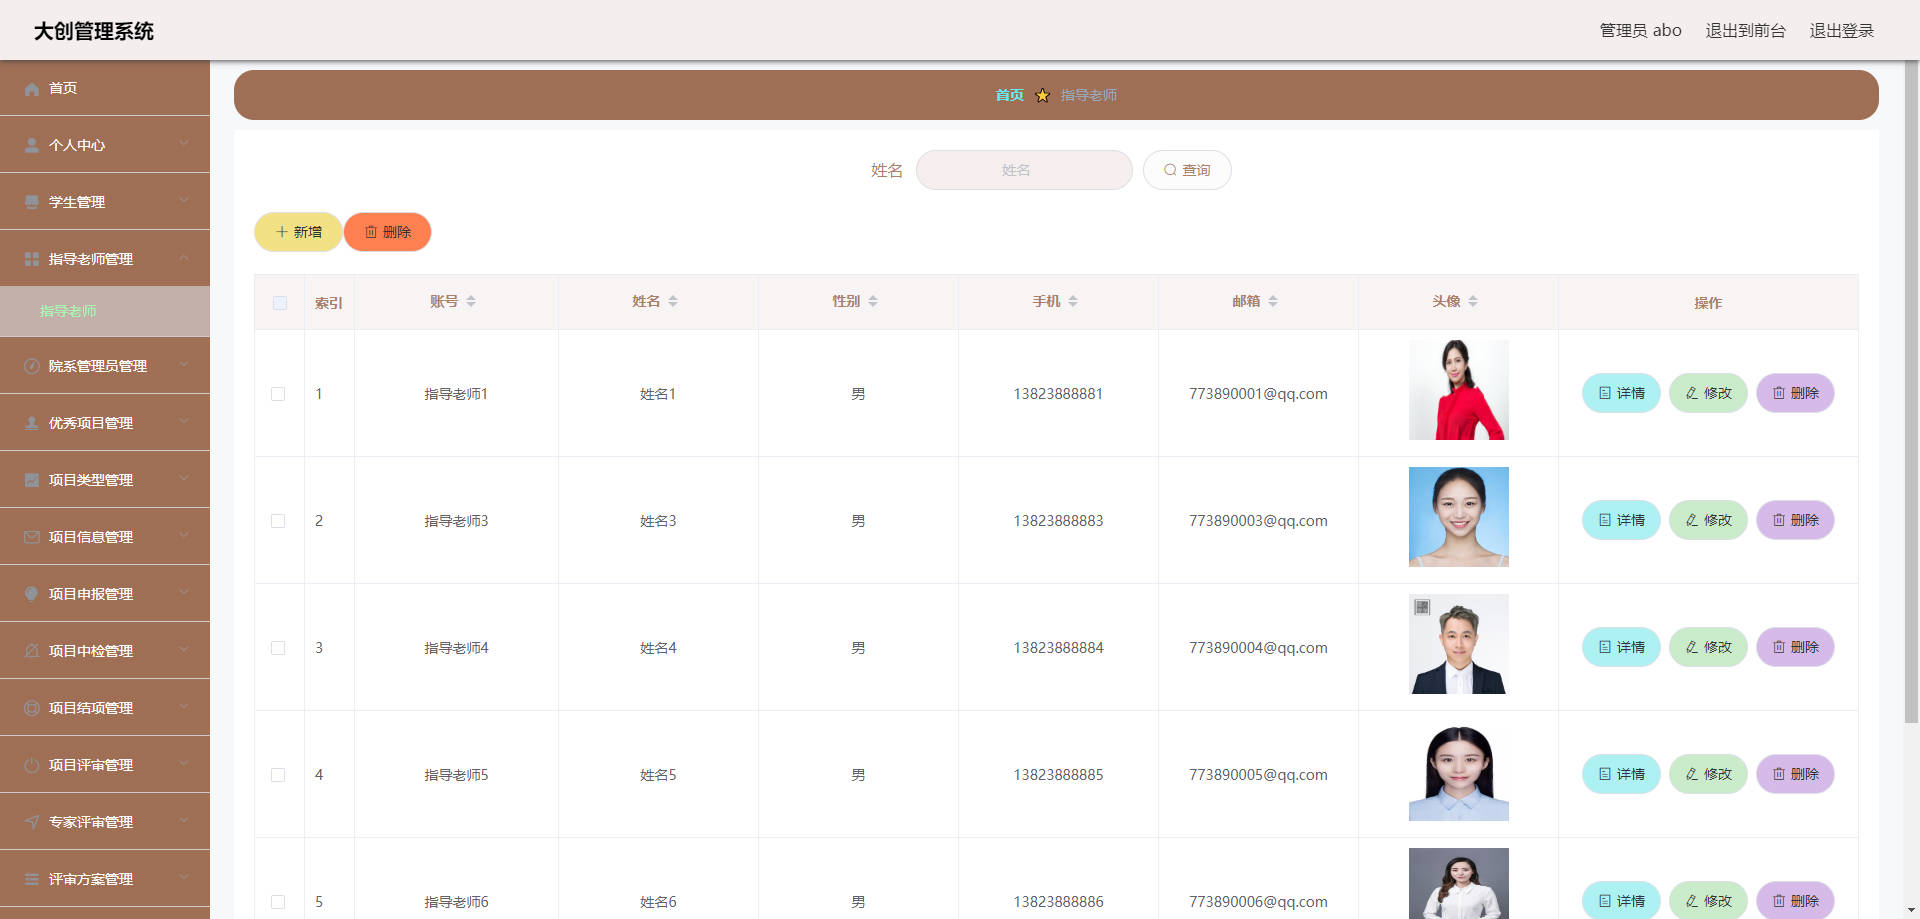 大创管理系统
管理员 abo 退出到前台 退出登录
首页
个人中心
学生管理
指导老师管理
指导老师
院系管理员管理
优秀项目管理
项目类型管理
项目信息管理
项目申报管理
项目中检管理
项目结项管理
项目评审管理
专家评审管理
评审方案管理
首页 指导老师
姓名 姓名 查询
新增 删除
索引 账号 姓名 性别 手机 邮箱 头像 操作
1 指导老师1 姓名1 男 13823888881 773890001@qq.com 详情 修改 删除
2 指导老师3 姓名3 男 13823888883 773890003@qq.com 详情 修改 删除
3 指导老师4 姓名4 男 13823888884 773890004@qq.com 详情 修改 删除
4 指导老师5 姓名5 男 13823888885 773890005@qq.com 详情 修改 删除
5 指导老师6 姓名6 男 13823888886 773890006@qq.com 详情 修改 删除